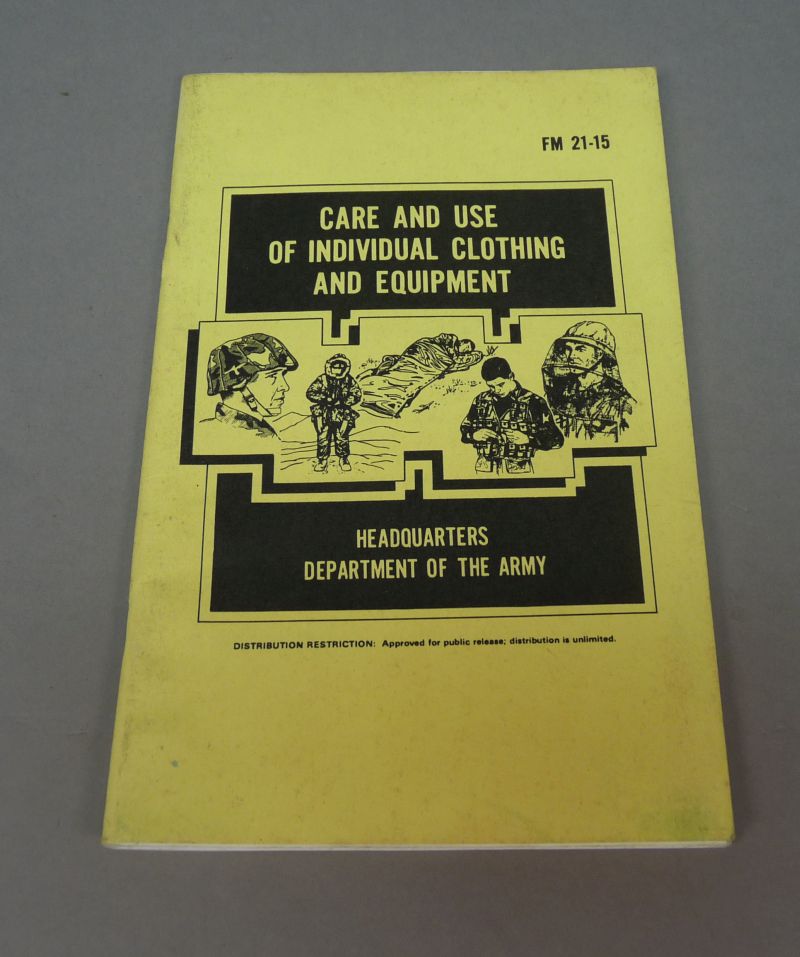 FM 21-15
CARE AND USE
OF INDIVIDUAL CLOTHING
AND EQUIPMENT
HEADQUARTERS
DEPARTMENT OF THE ARMY
DISTRIBUTION RESTRICTION: Approved for public release; distribution is unlimited.